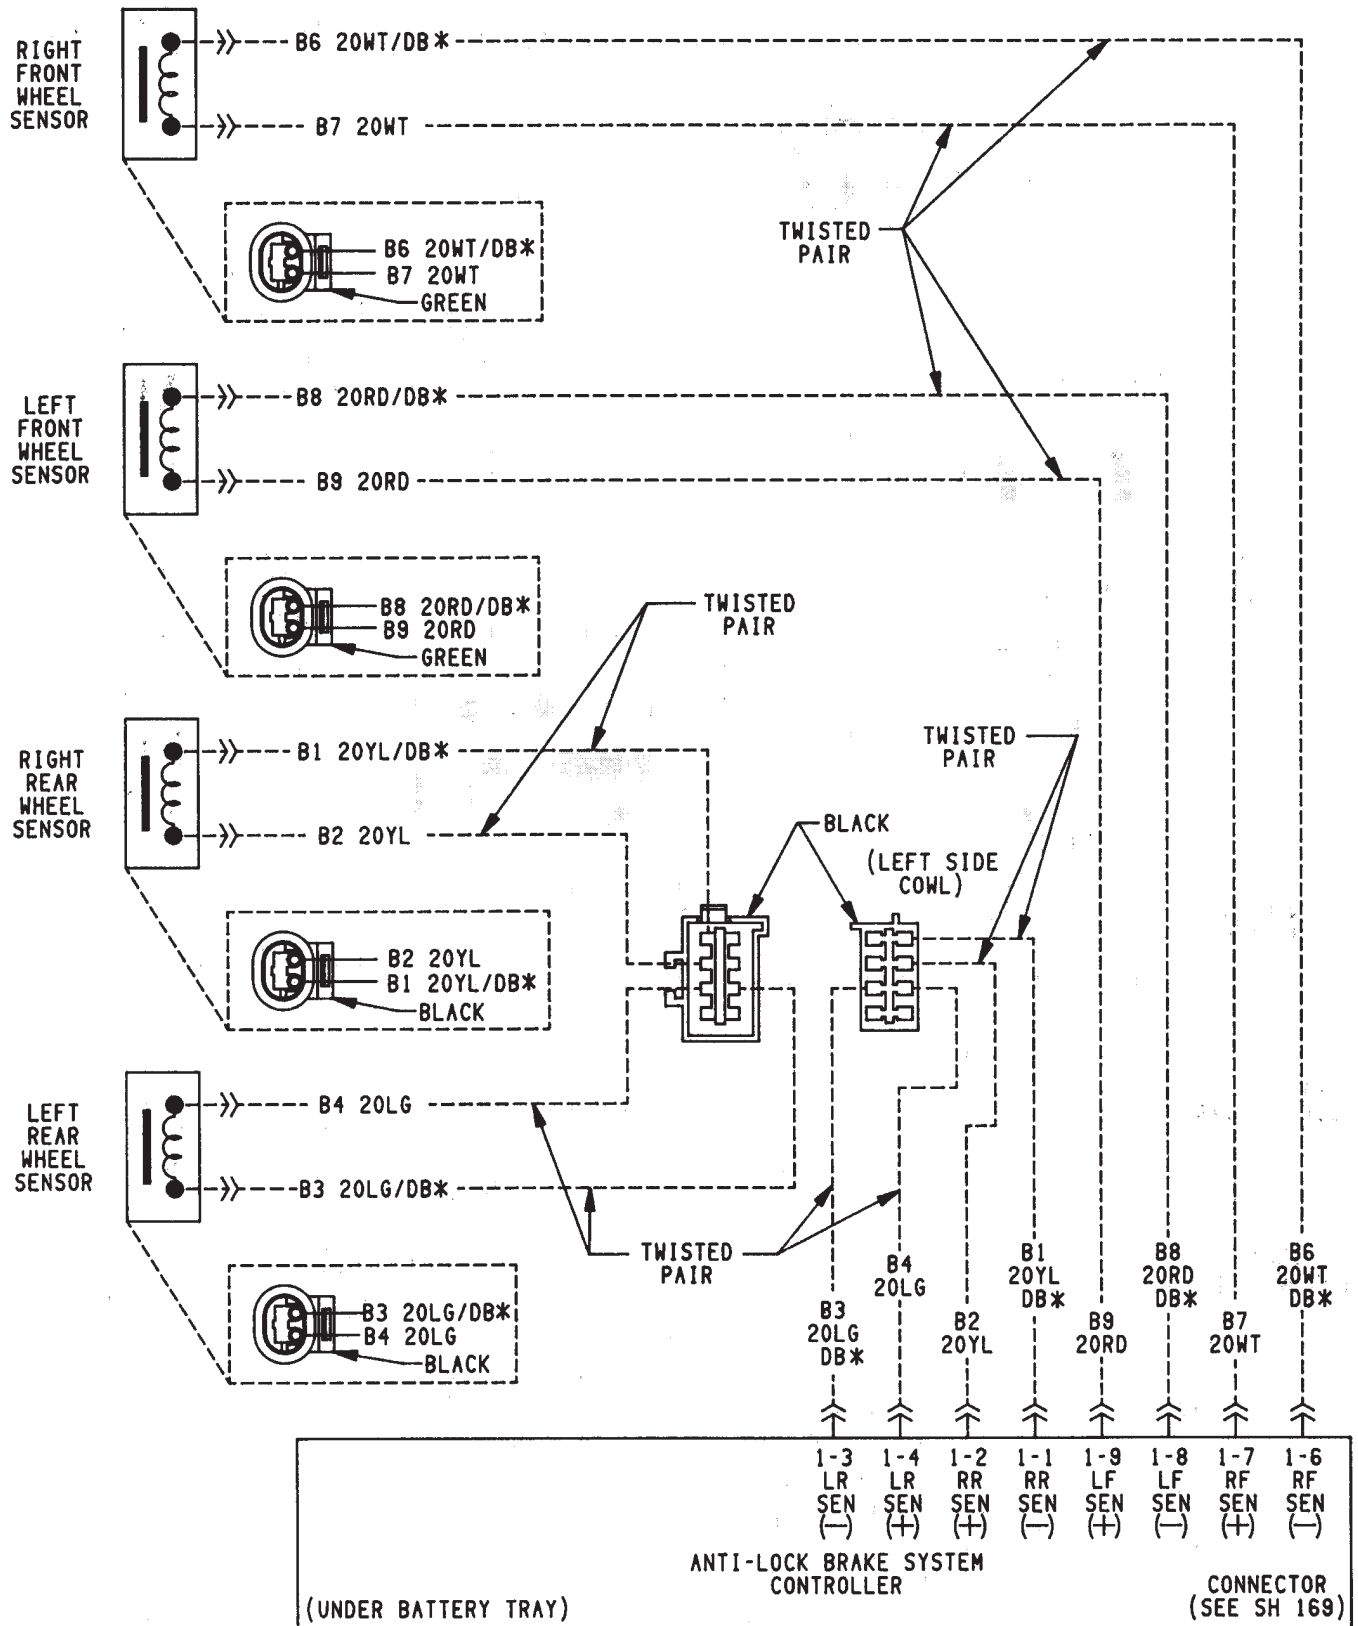 RIGHT
FRONT
WHEEL
SENSOR
B6 20WT/DB*
B7 20WT
TWISTED
PAIR
B6 20WT/DB*
B7 20WT
GREEN
LEFT
FRONT
WHEEL
SENSOR
B8 20RD/DB*
B9 20RD
B8 20RD/DB*
B9 20RD
GREEN
TWISTED
PAIR
RIGHT
REAR
WHEEL
SENSOR
B1 20YL/DB*
B2 20YL
TWISTED
PAIR
BLACK
(LEFT SIDE
COWL)
B2 20YL
B1 20YL/DB*
BLACK
LEFT
REAR
WHEEL
SENSOR
B4 20LG
B3 20LG/DB*
TWISTED
PAIR
B3 20LG/DB*
B4 20LG
BLACK
B3
20LG
DB*
B4
20LG
B2
20YL
B1
20YL
DB*
B9
20RD
B8
20RD
DB*
B7
20WT
B6
20WT
DB*
1-3
LR
SEN
(—)
1-4
LR
SEN
(+)
1-2
RR
SEN
(+)
1-1
RR
SEN
(—)
1-9
LF
SEN
(+)
1-8
LF
SEN
(—)
1-7
RF
SEN
(+)
1-6
RF
SEN
(—)
ANTI-LOCK BRAKE SYSTEM
CONTROLLER
(UNDER BATTERY TRAY)
CONNECTOR
(SEE SH 169)